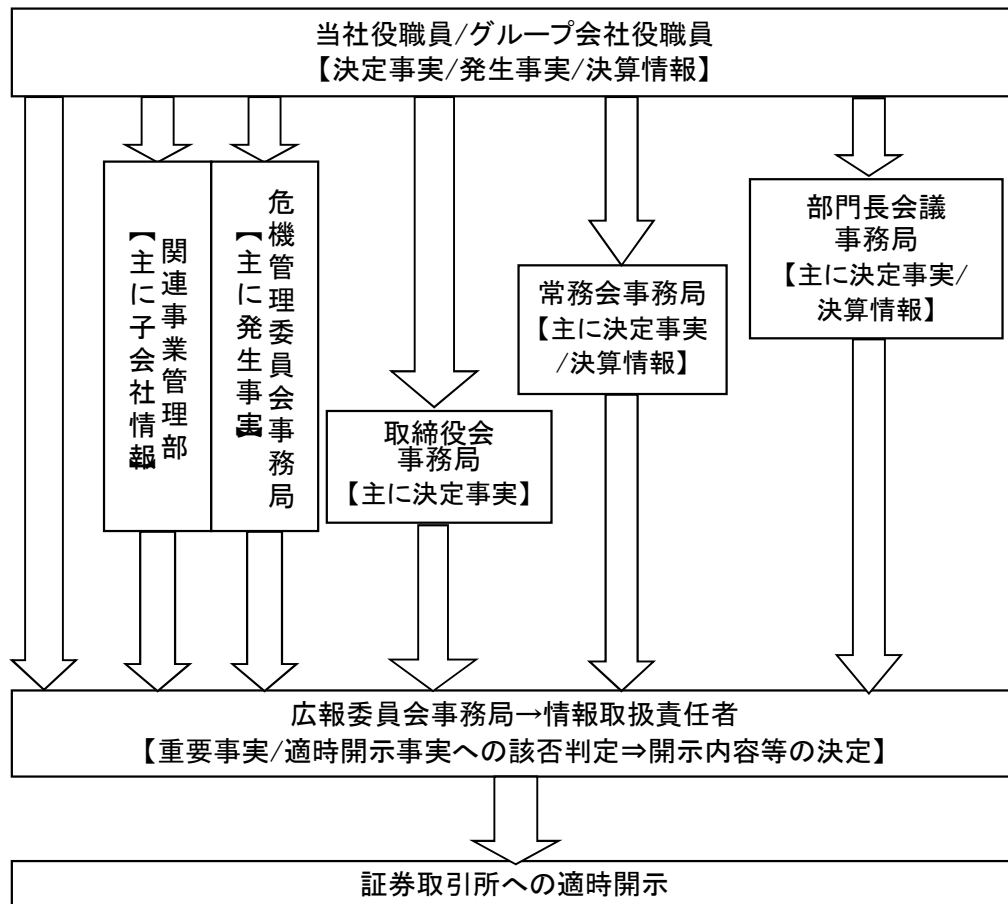 当社役職員/グループ会社役職員
【決定事実/発生事実/決算情報】
関連事業管理部
【主に子会社情報】
危機管理委員会事務局
【主に発生事実】
取締役会
事務局
【主に決定事実】
常務会事務局
【主に決定事実
/決算情報】
部門長会議
事務局
【主に決定事実/
決算情報】
広報委員会事務局→情報取扱責任者
【重要事実/適時開示事実への該否判定⇒開示内容等の決定】
証券取引所への適時開示